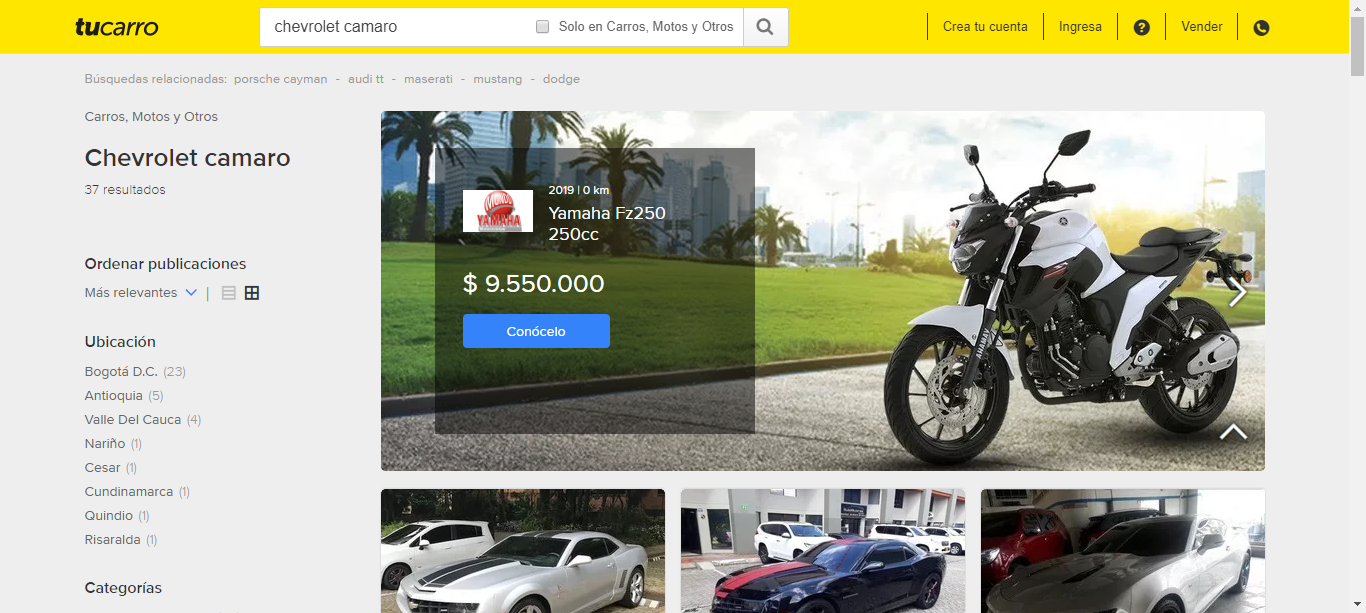 tucarro
chevrolet camaro
Solo en Carros, Motos y Otros
Crea tu cuenta
Ingresa
?
Vender
Búsquedas relacionadas: porsche cayman - audi tt - maserati - mustang - dodge
Carros, Motos y Otros
Chevrolet camaro
37 resultados
Ordenar publicaciones
Más relevantes |
Ubicación
Bogotá D.C. (23)
Antioquia (5)
Valle Del Cauca (4)
Nariño (1)
Cesar (1)
Cundinamarca (1)
Quindio (1)
Risaralda (1)
Categorías
MUNDO
YAMAHA
2019 | 0 km
Yamaha Fz250
250cc
$ 9.550.000
Conócelo
YAMAHA